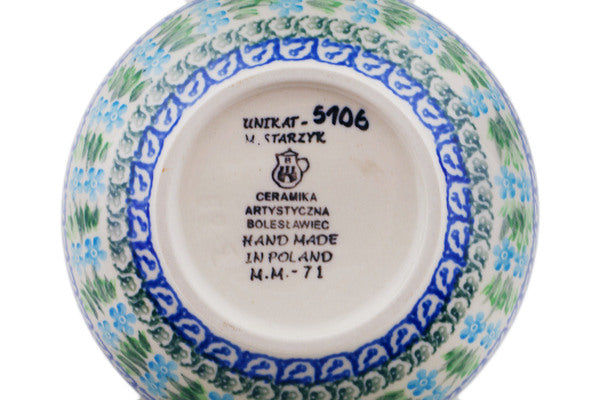 UNIKAT-5106
M. STARZYK
CERAMIKA
ARTYSTYCZNA
BOLESŁAWIEC
HAND MADE
IN POLAND
M.M.-71